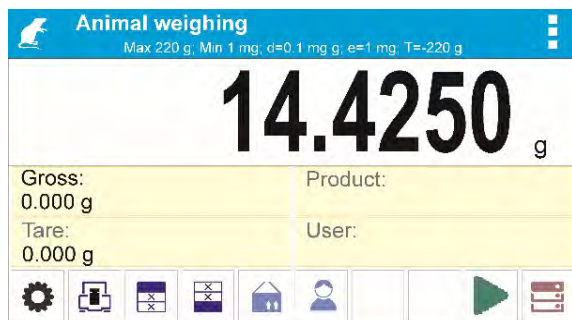 Animal weighing
Max 220 g; Min 1 mg; d=0.1 mg g; e=1 mg; T=-220 g
14.4250 g
Gross:
0.000 g
Product:
Tare:
0.000 g
User: